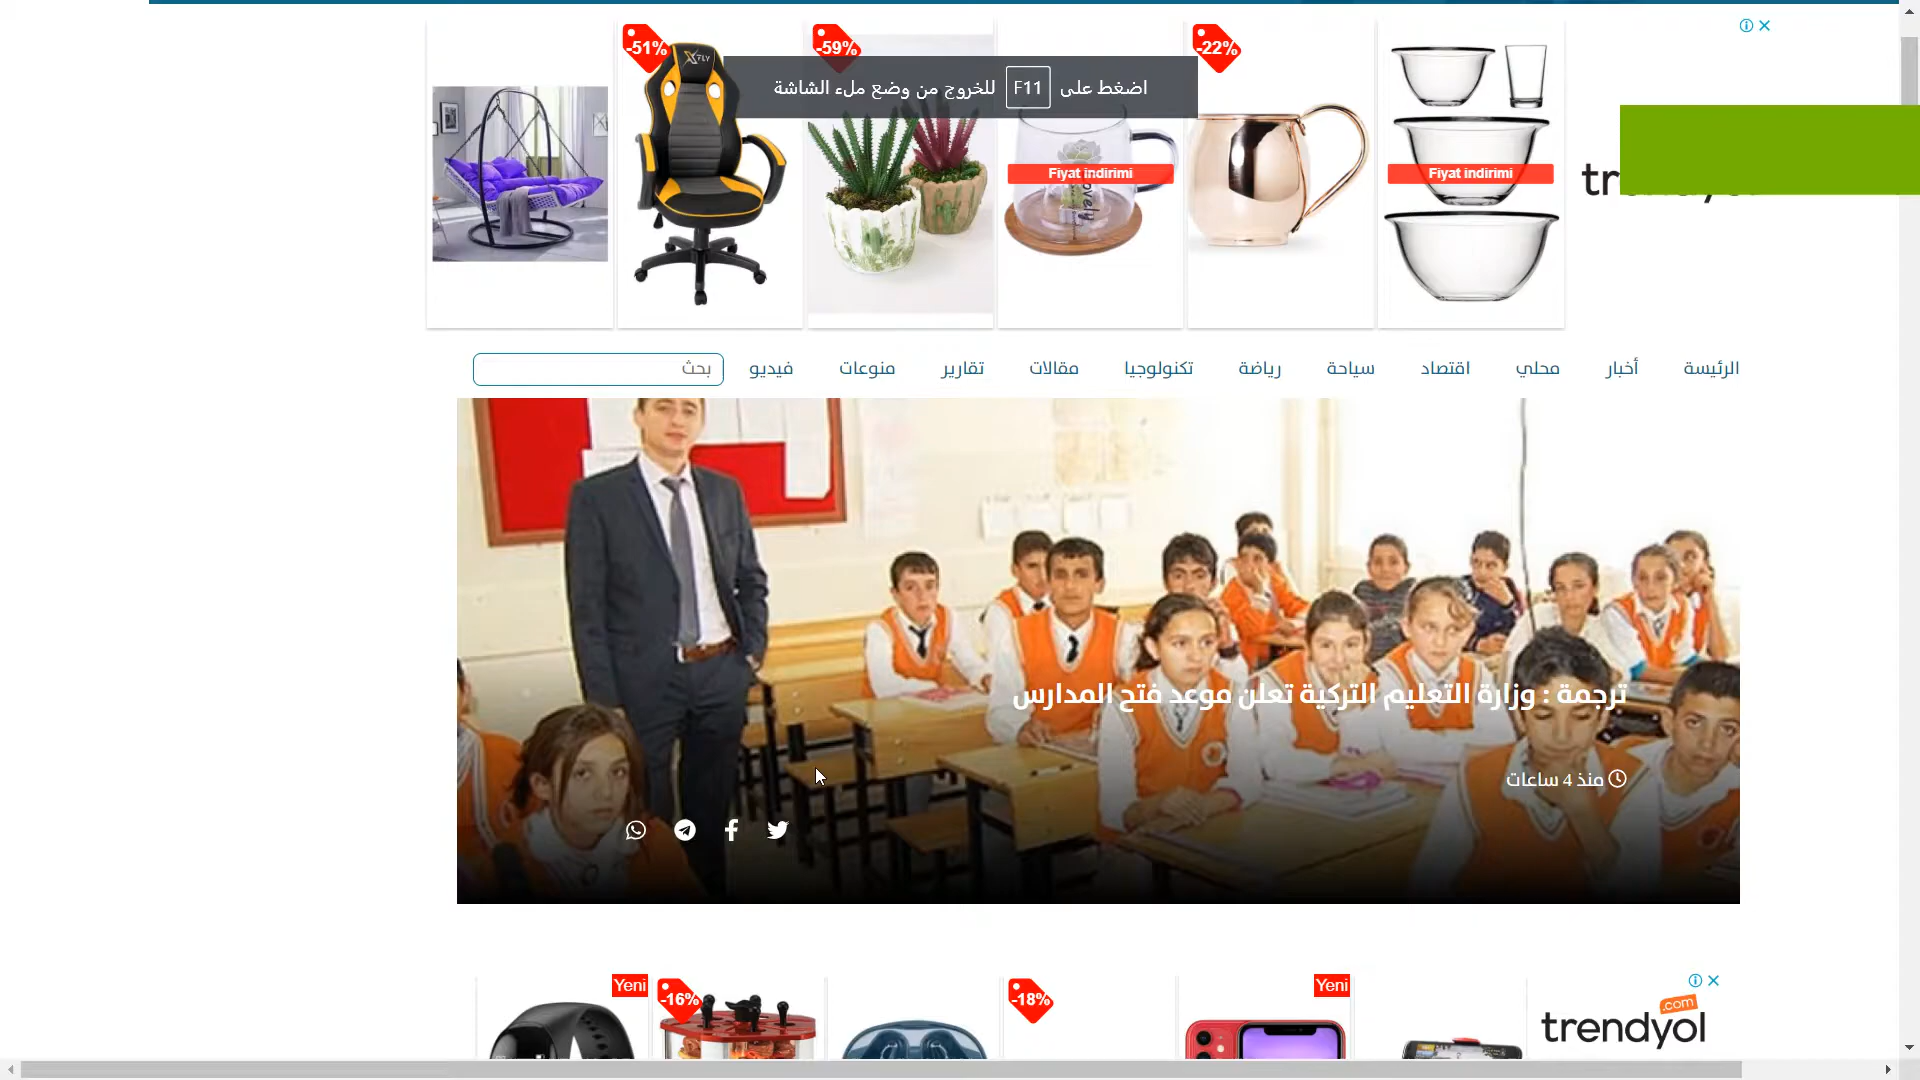 -51%
-59%
-22%
XFLY
اضغط على F11 للخروج من وضع ملء الشاشة
Fiyat indirimi
Fiyat indirimi
lovely
الرئيسة
أخبار
محلي
اقتصاد
سياحة
رياضة
تكنولوجيا
مقالات
تقارير
منوعات
فيديو
بحث
ترجمة : وزارة التعليم التركية تعلن موعد فتح المدارس
منذ 4 ساعات
Yeni
-16%
-18%
Yeni
.com
trendyol